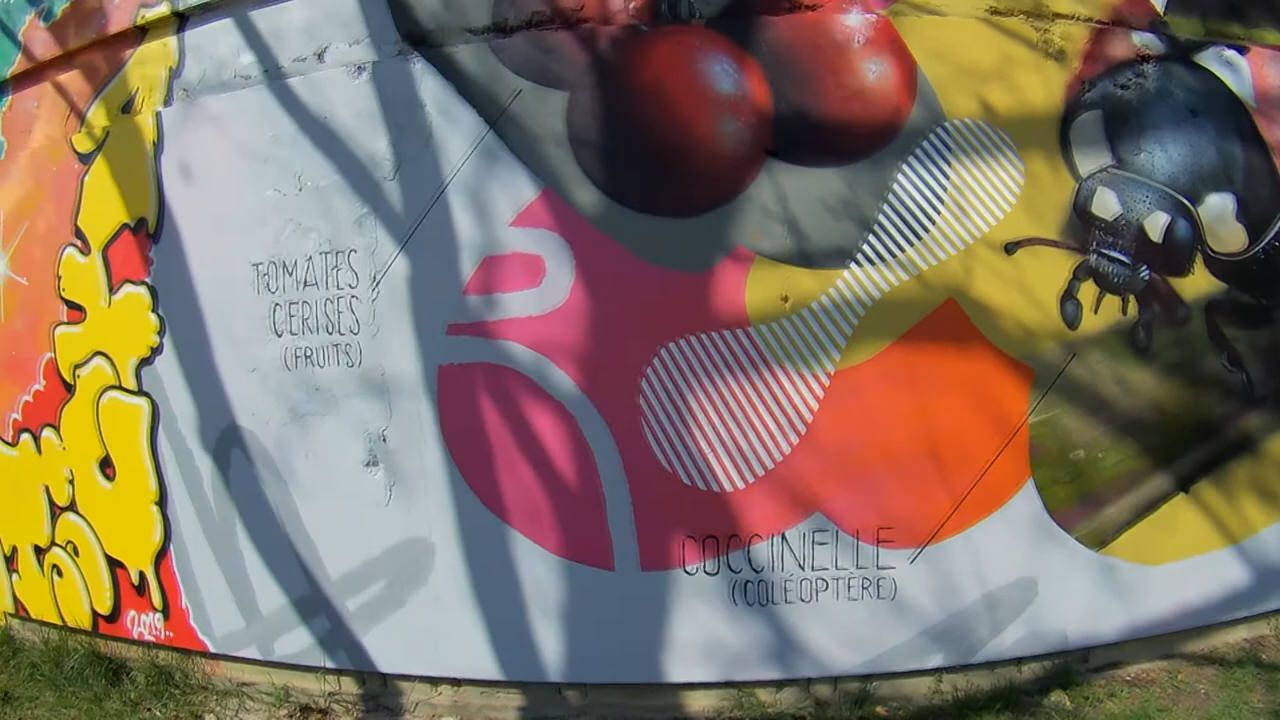 TOMATES
CERISES
(FRUITS)
COCCINELLE
(COLÉOPTÈRE)
2019..